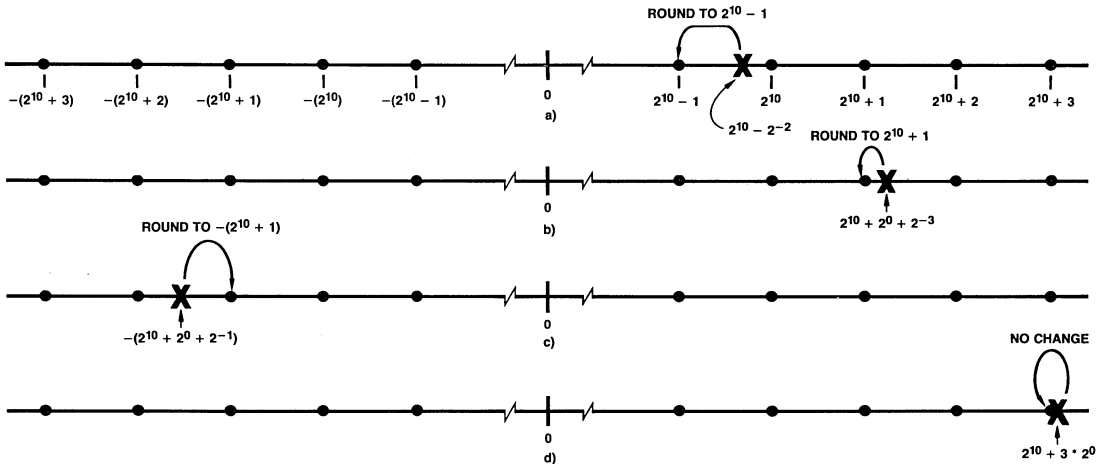 ROUND TO 2¹⁰ − 1
−(2¹⁰ + 3) −(2¹⁰ + 2) −(2¹⁰ + 1) −(2¹⁰) −(2¹⁰ − 1) 0 2¹⁰ − 1 2¹⁰ 2¹⁰ + 1 2¹⁰ + 2 2¹⁰ + 3
a)
2¹⁰ − 2⁻²
ROUND TO 2¹⁰ + 1
0
2¹⁰ + 2⁰ + 2⁻³
b)
ROUND TO −(2¹⁰ + 1)
0
−(2¹⁰ + 2⁰ + 2⁻¹)
c)
NO CHANGE
0
2¹⁰ + 3 • 2⁰
d)